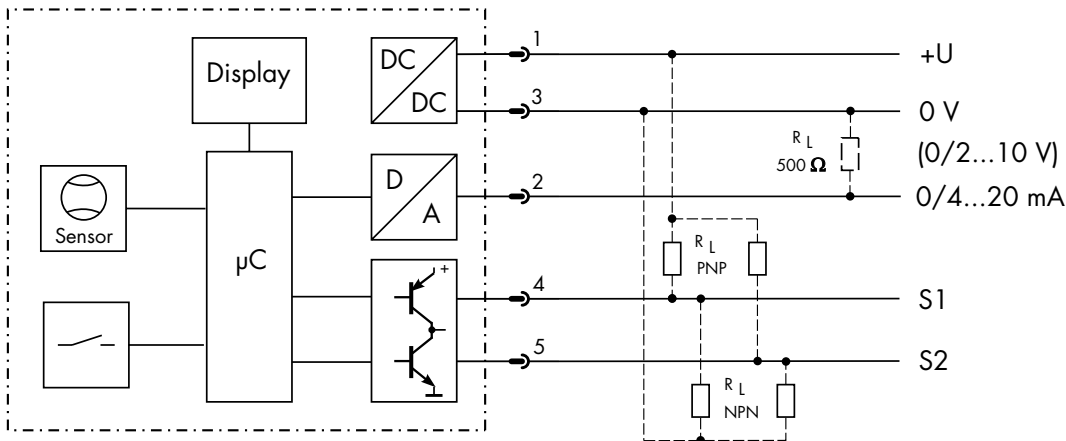 Display
Sensor
µC
DC
DC
D
A
+
1
3
2
4
5
+U
0 V
(0/2...10 V)
0/4...20 mA
S1
S2
R L
500 Ω
R L
PNP
R L
NPN